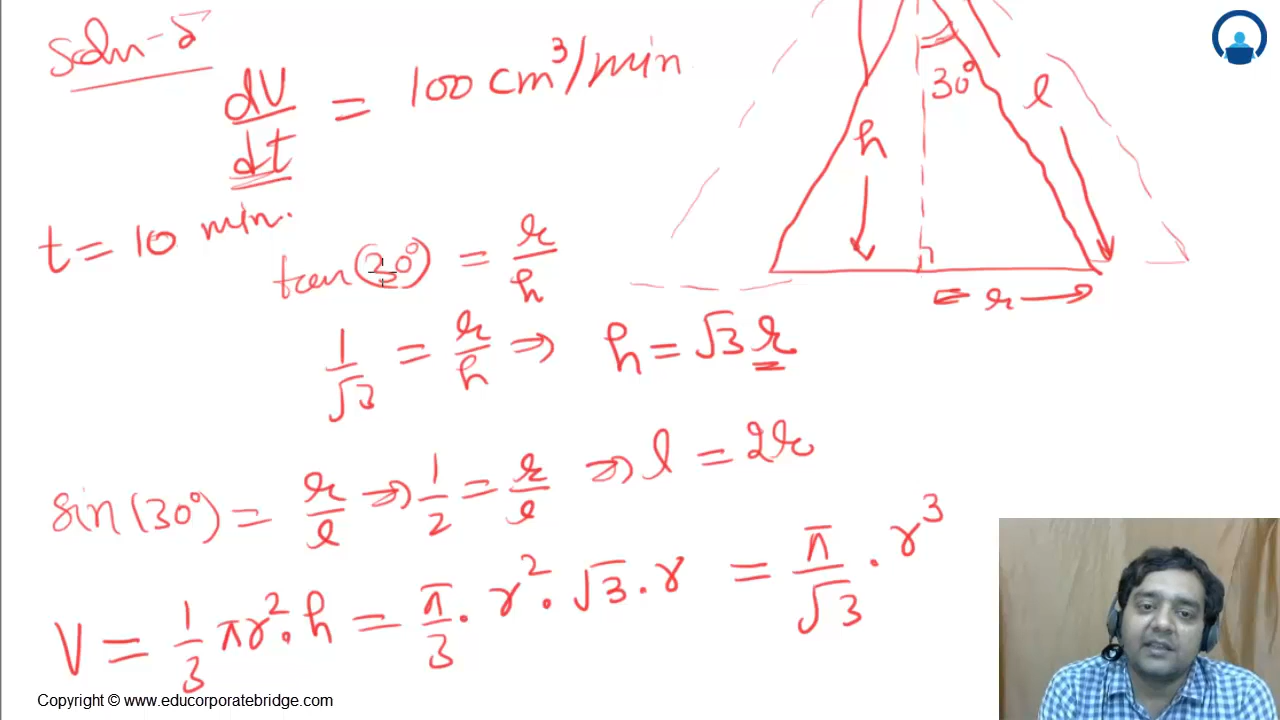 Soln-5
dV/dt = 100 cm³/min
30°
l
h
t = 10 min.
tan(30°) = r/h
r
1/√3 = r/h ⇒ h = √3 r
sin(30°) = r/l ⇒ 1/2 = r/l ⇒ l = 2r
V = 1/3 πr²·h = π/3 · r² · √3 · r = π/√3 · r³
Copyright © www.educorporatebridge.com